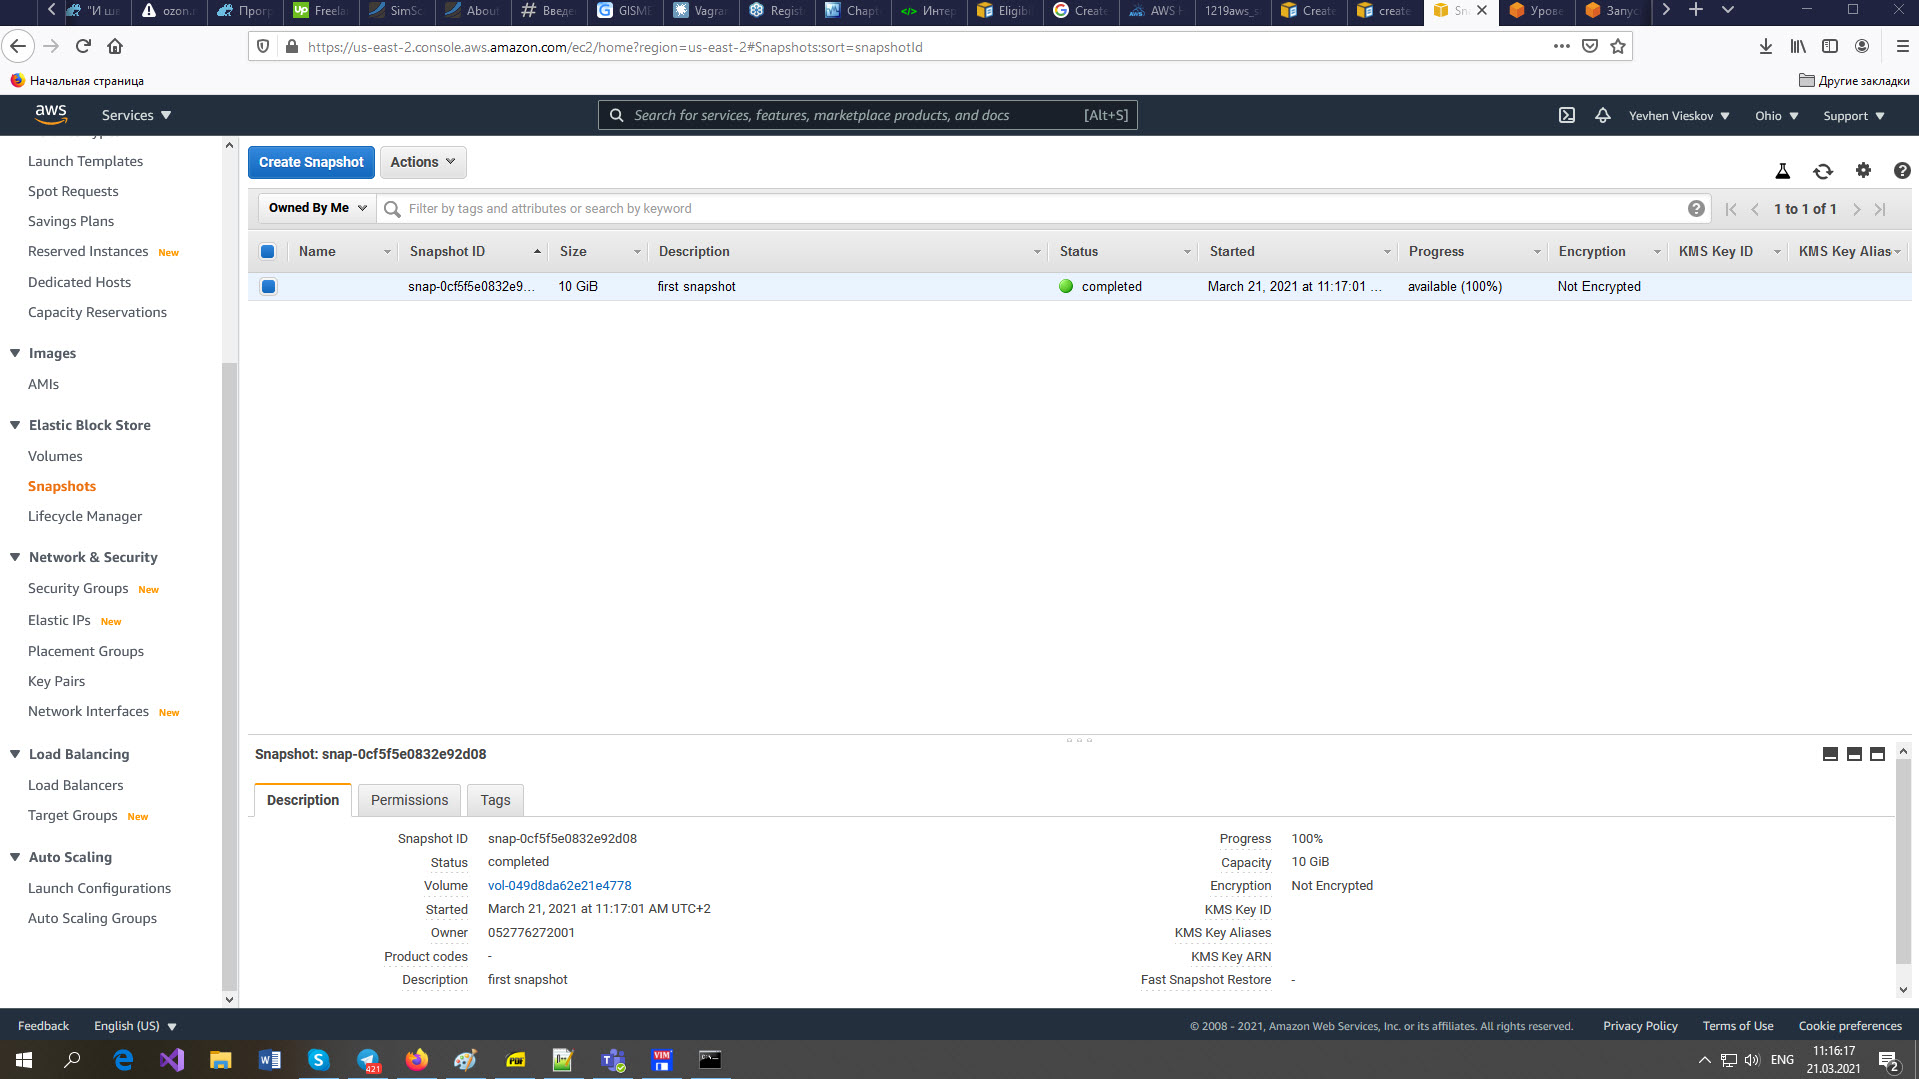 "И ше
ozon.r
Прогр
Up Freelan
SimSc
About
# Введе
G GISME
Vagran
Registe
Chapt
</> Интер
Eligibi
G Create
AWS H
1219aws_s
Create
create
Sn
Урове
Запус
https://us-east-2.console.aws.amazon.com/ec2/home?region=us-east-2#Snapshots:sort=snapshotId
Начальная страница
Другие закладки
aws Services
Search for services, features, marketplace products, and docs [Alt+S]
Yevhen Vieskov Ohio Support
Launch Templates
Spot Requests
Savings Plans
Reserved Instances New
Dedicated Hosts
Capacity Reservations
Images
AMIs
Elastic Block Store
Volumes
Snapshots
Lifecycle Manager
Network & Security
Security Groups New
Elastic IPs New
Placement Groups
Key Pairs
Network Interfaces New
Load Balancing
Load Balancers
Target Groups New
Auto Scaling
Launch Configurations
Auto Scaling Groups
Create Snapshot Actions
Owned By Me Filter by tags and attributes or search by keyword 1 to 1 of 1
Name Snapshot ID Size Description Status Started Progress Encryption KMS Key ID KMS Key Alias
snap-0cf5f5e0832e9... 10 GiB first snapshot completed March 21, 2021 at 11:17:01 ... available (100%) Not Encrypted
Snapshot: snap-0cf5f5e0832e92d08
Description Permissions Tags
Snapshot ID snap-0cf5f5e0832e92d08
Status completed
Volume vol-049d8da62e21e4778
Started March 21, 2021 at 11:17:01 AM UTC+2
Owner 052776272001
Product codes -
Description first snapshot
Progress 100%
Capacity 10 GiB
Encryption Not Encrypted
KMS Key ID
KMS Key Aliases
KMS Key ARN
Fast Snapshot Restore -
Feedback English (US)
© 2008 - 2021, Amazon Web Services, Inc. or its affiliates. All rights reserved. Privacy Policy Terms of Use Cookie preferences
421
PDF
VIM
ENG
11:16:17
21.03.2021
2